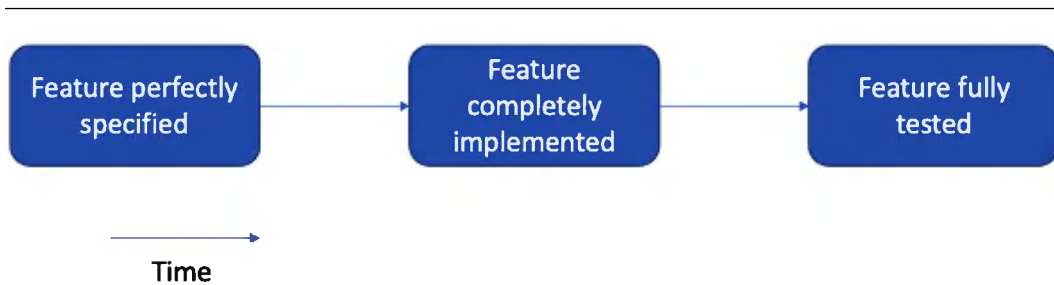 Feature perfectly
specified
Feature
completely
implemented
Feature fully
tested
Time